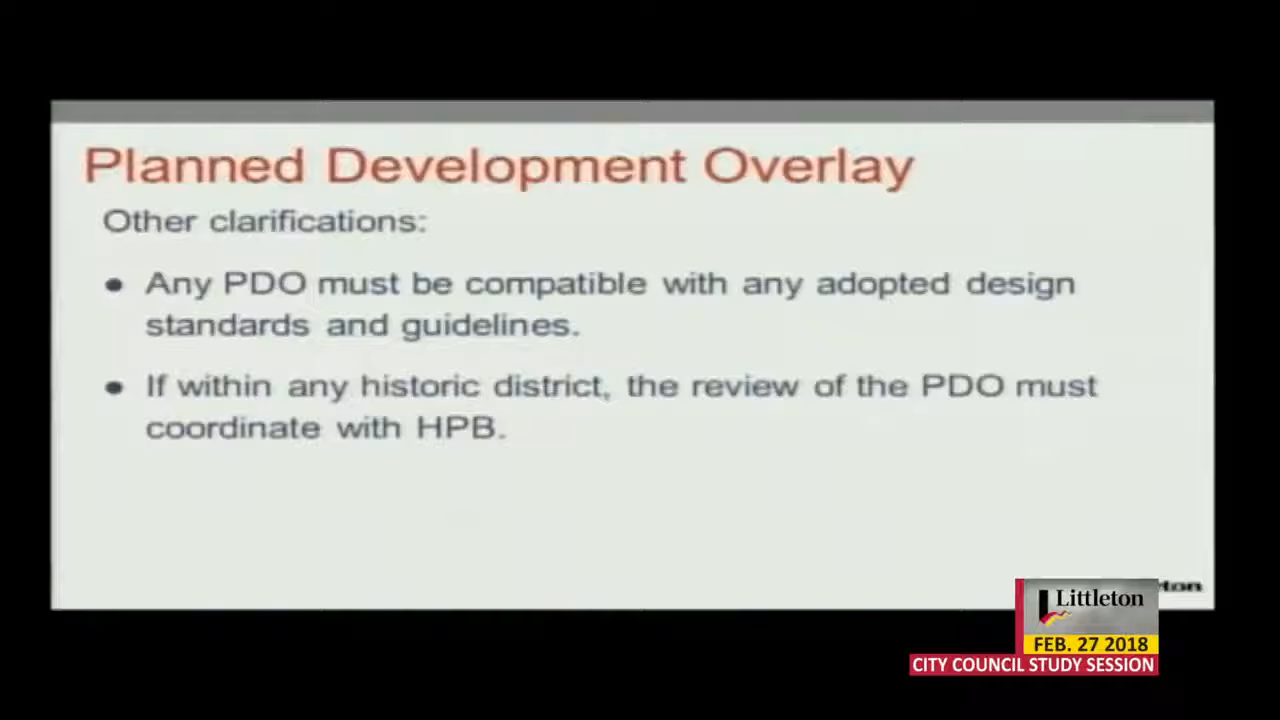 Planned Development Overlay
Other clarifications:
● Any PDO must be compatible with any adopted design
standards and guidelines.
● If within any historic district, the review of the PDO must
coordinate with HPB.
ton
Littleton
FEB. 27 2018
CITY COUNCIL STUDY SESSION